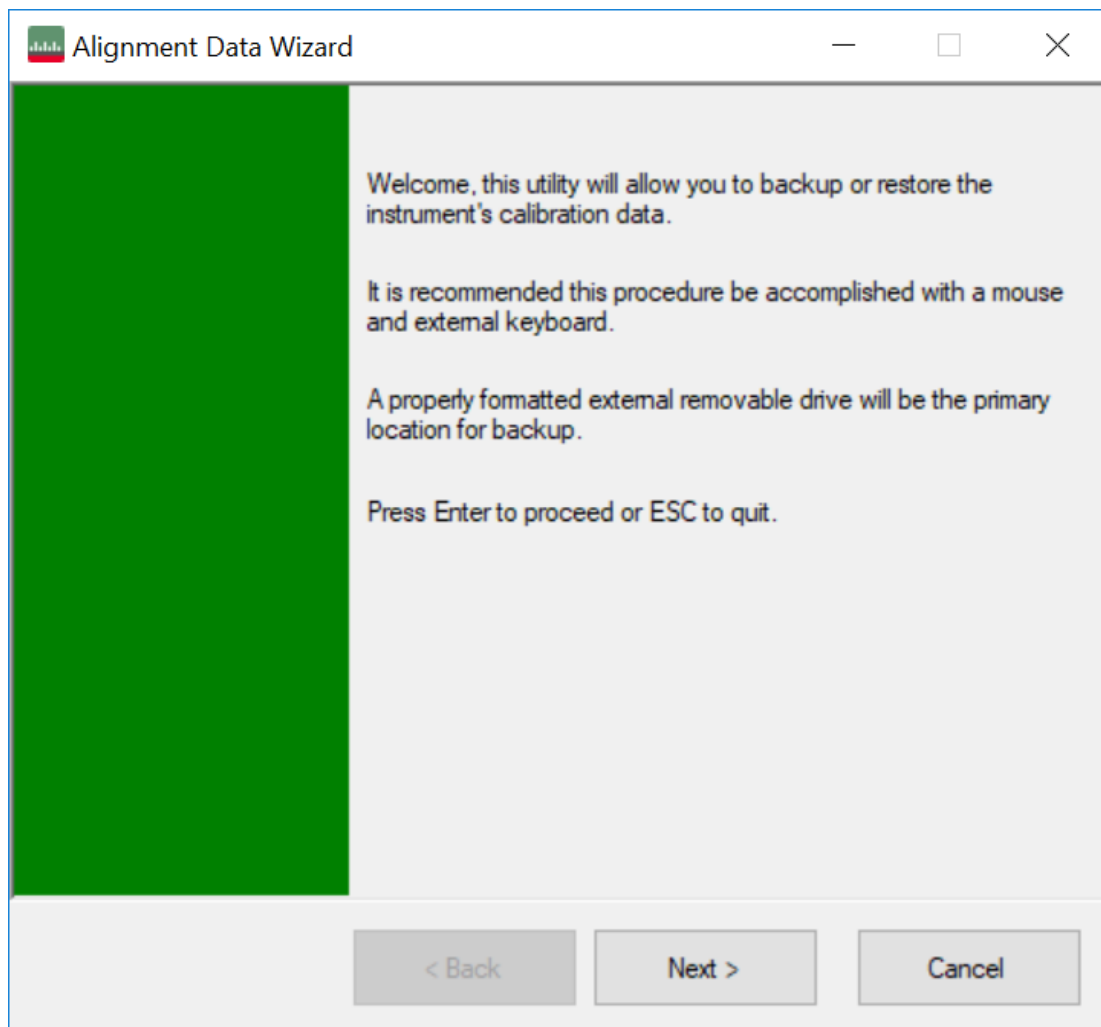 Alignment Data Wizard
Welcome, this utility will allow you to backup or restore the
instrument's calibration data.
It is recommended this procedure be accomplished with a mouse
and external keyboard.
A properly formatted external removable drive will be the primary
location for backup.
Press Enter to proceed or ESC to quit.
< Back
Next >
Cancel